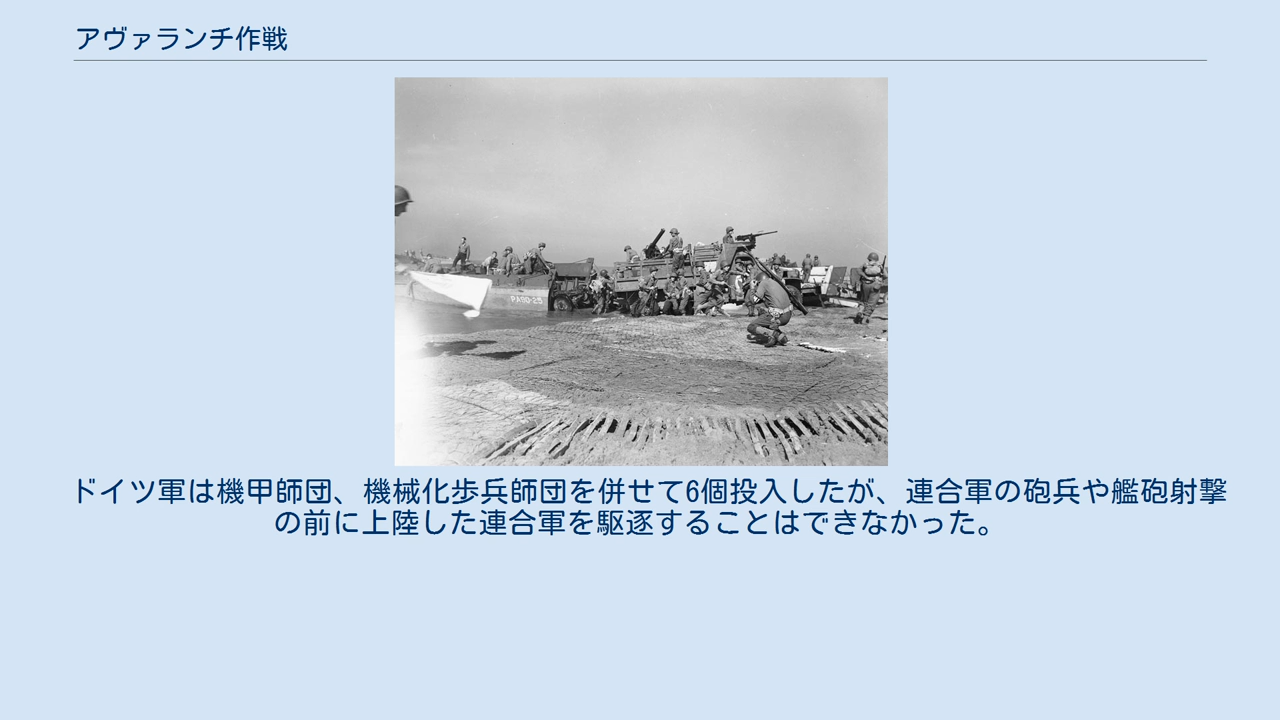 アヴァランチ作戦
PA30-25
ドイツ軍は機甲師団、機械化歩兵師団を併せて6個投入したが、連合軍の砲兵や艦砲射撃
の前に上陸した連合軍を駆逐することはできなかった。